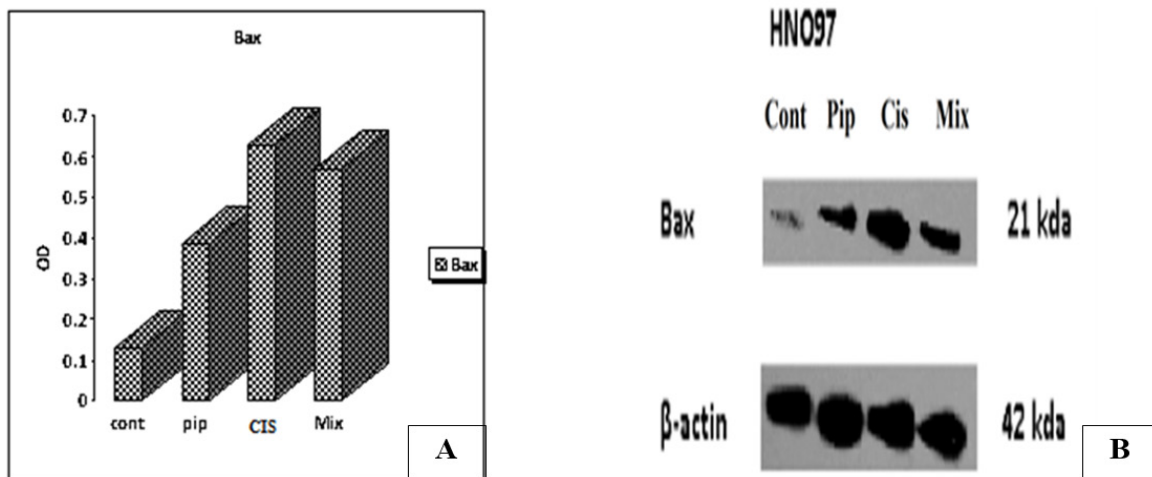 Bax
0.7
0.6
0.5
0.4
0.3
0.2
0.1
0
OD
cont pip CIS Mix
Bax
A
HNO97
Cont Pip Cis Mix
Bax 21 kda
β-actin 42 kda
B